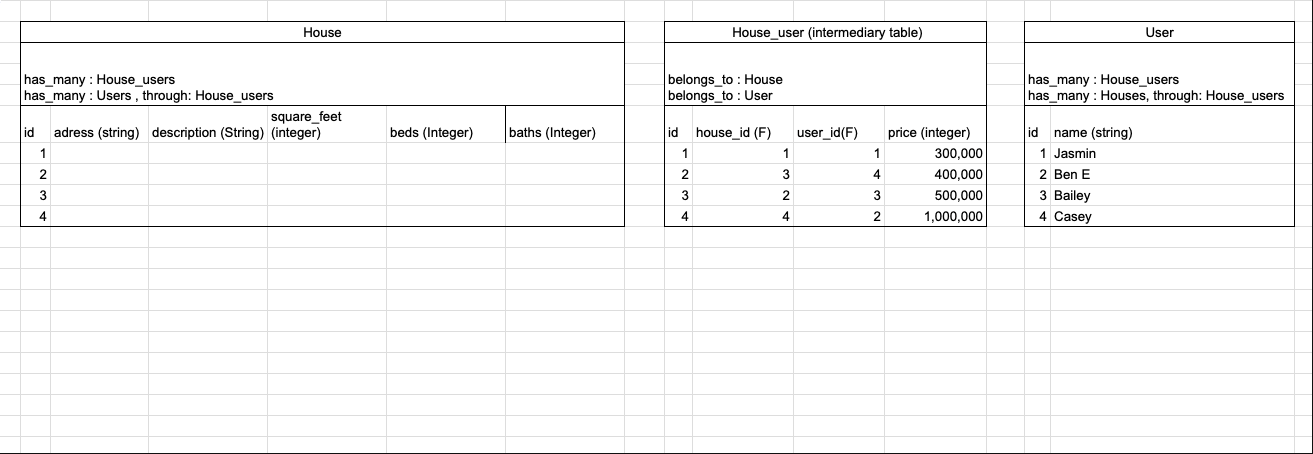 House
has_many : House_users
has_many : Users , through: House_users
id adress (string) description (String) square_feet (integer) beds (Integer) baths (Integer)
1
2
3
4
House_user (intermediary table)
belongs_to : House
belongs_to : User
id house_id (F) user_id(F) price (integer)
1 1 1 300,000
2 3 4 400,000
3 2 3 500,000
4 4 2 1,000,000
User
has_many : House_users
has_many : Houses, through: House_users
id name (string)
1 Jasmin
2 Ben E
3 Bailey
4 Casey